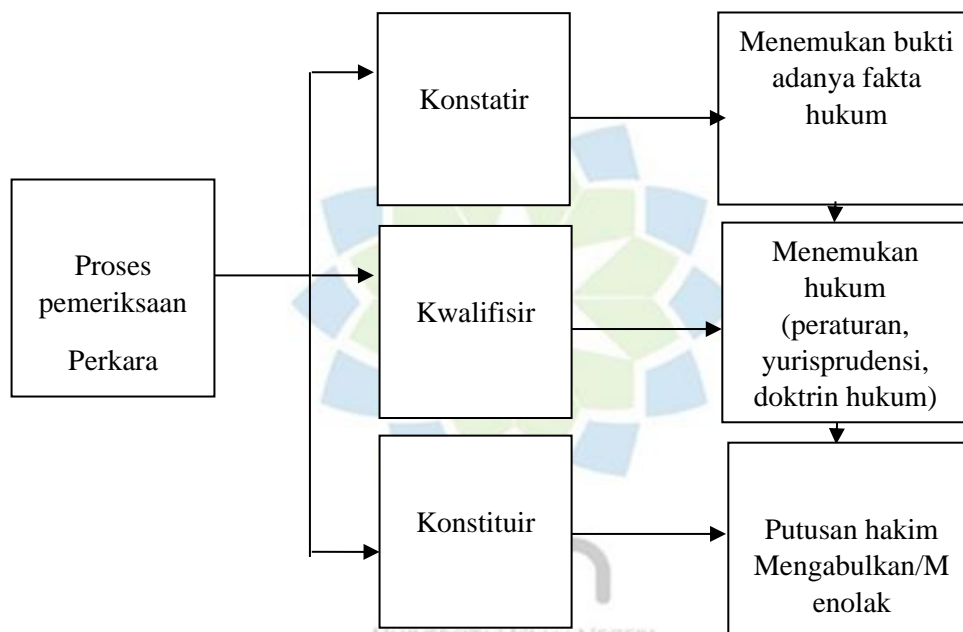 Proses
pemeriksaan
Perkara
Konstatir
Menemukan bukti
adanya fakta
hukum
Kwalifisir
Menemukan
hukum
(peraturan,
yurisprudensi,
doktrin hukum)
Konstituir
Putusan hakim
Mengabulkan/M
enolak